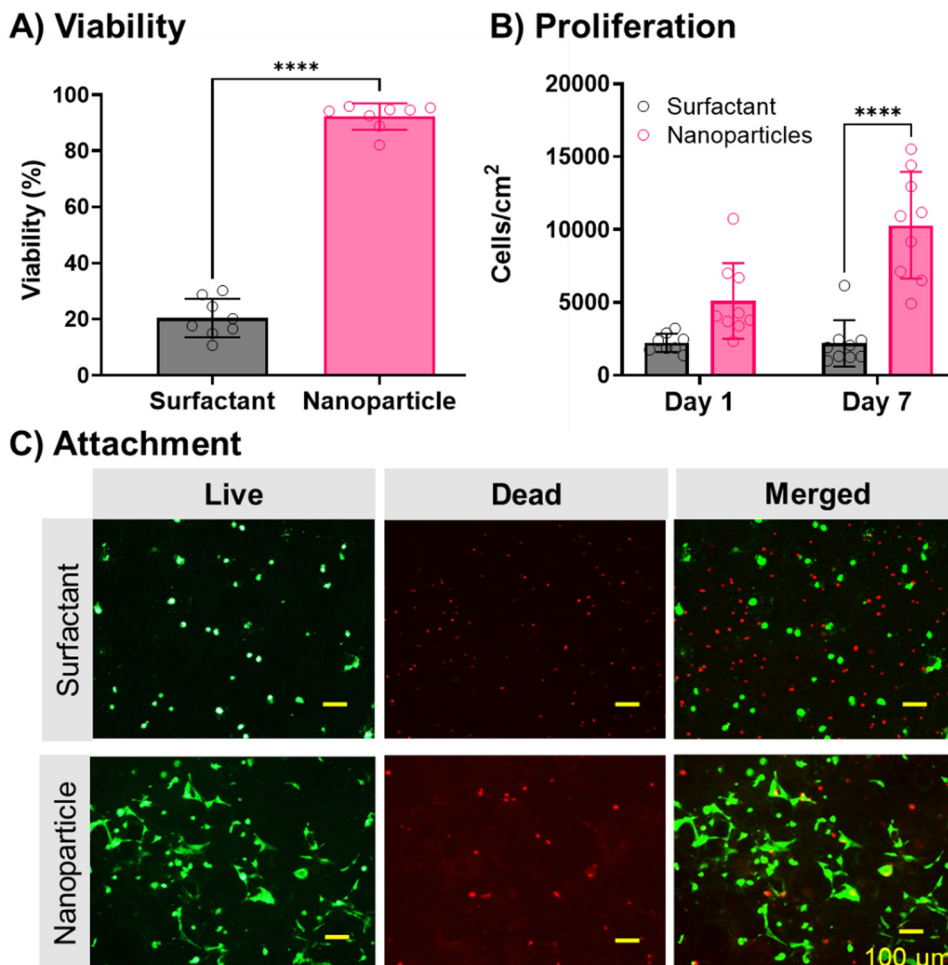 A) Viability
****
100
80
60
40
20
0
Viability (%)
Surfactant
Nanoparticle
B) Proliferation
20000
15000
10000
5000
0
Cells/cm²
Surfactant
Nanoparticles
****
Day 1
Day 7
C) Attachment
Live
Dead
Merged
Surfactant
Nanoparticle
100 µm